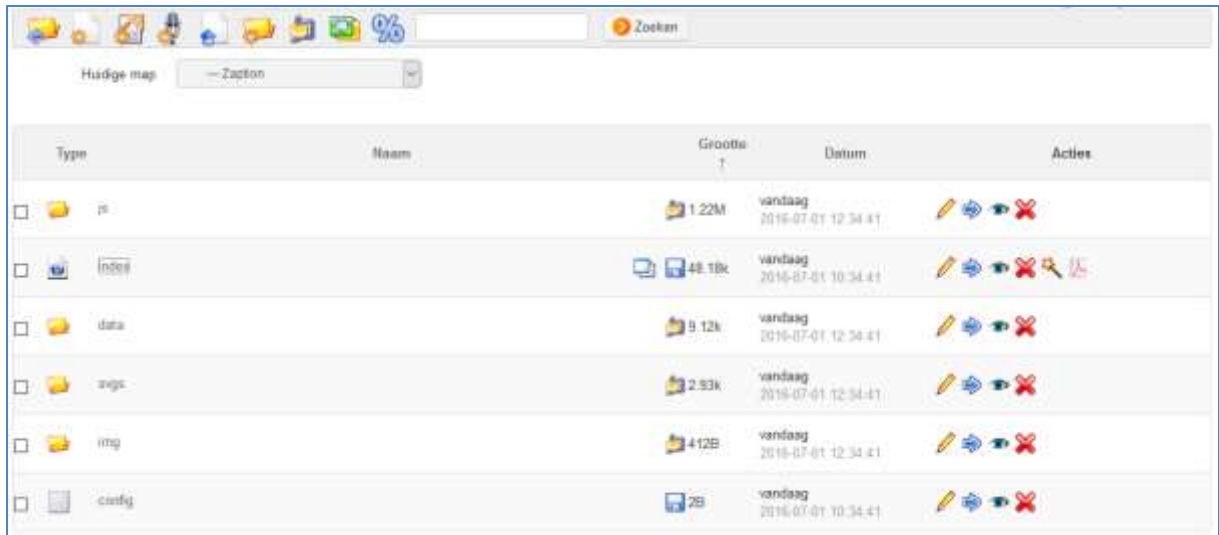 Zoeken
Huidige map
--- Zaption
Type Naam Grootte ↑ Datum Acties
js 1.22M vandaag
2016-07-01 12:34:41
Index 48.18k vandaag
2016-07-01 10:34:41
data 9.12k vandaag
2016-07-01 12:34:41
svgs 2.93k vandaag
2016-07-01 12:34:41
img 412B vandaag
2016-07-01 12:34:41
config 2B vandaag
2016-07-01 10:34:41